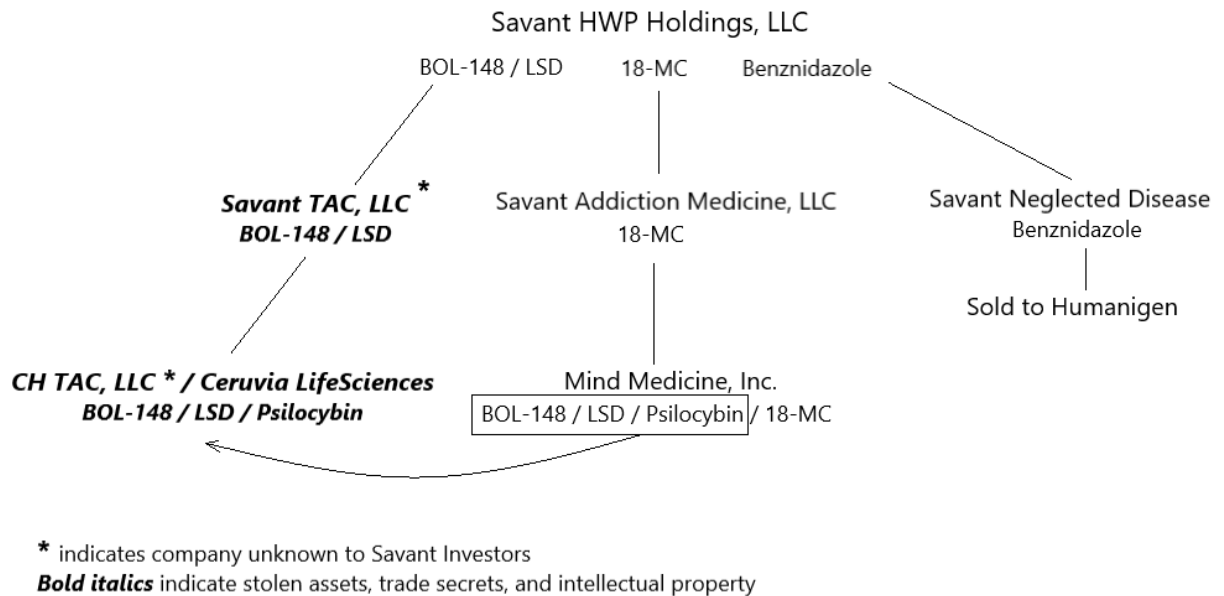 Savant HWP Holdings, LLC
BOL-148 / LSD 18-MC Benznidazole
Savant TAC, LLC *
BOL-148 / LSD
Savant Addiction Medicine, LLC
18-MC
Savant Neglected Disease
Benznidazole
Sold to Humanigen
CH TAC, LLC * / Ceruvia LifeSciences
BOL-148 / LSD / Psilocybin
Mind Medicine, Inc.
BOL-148 / LSD / Psilocybin / 18-MC
* indicates company unknown to Savant Investors
Bold italics indicate stolen assets, trade secrets, and intellectual property